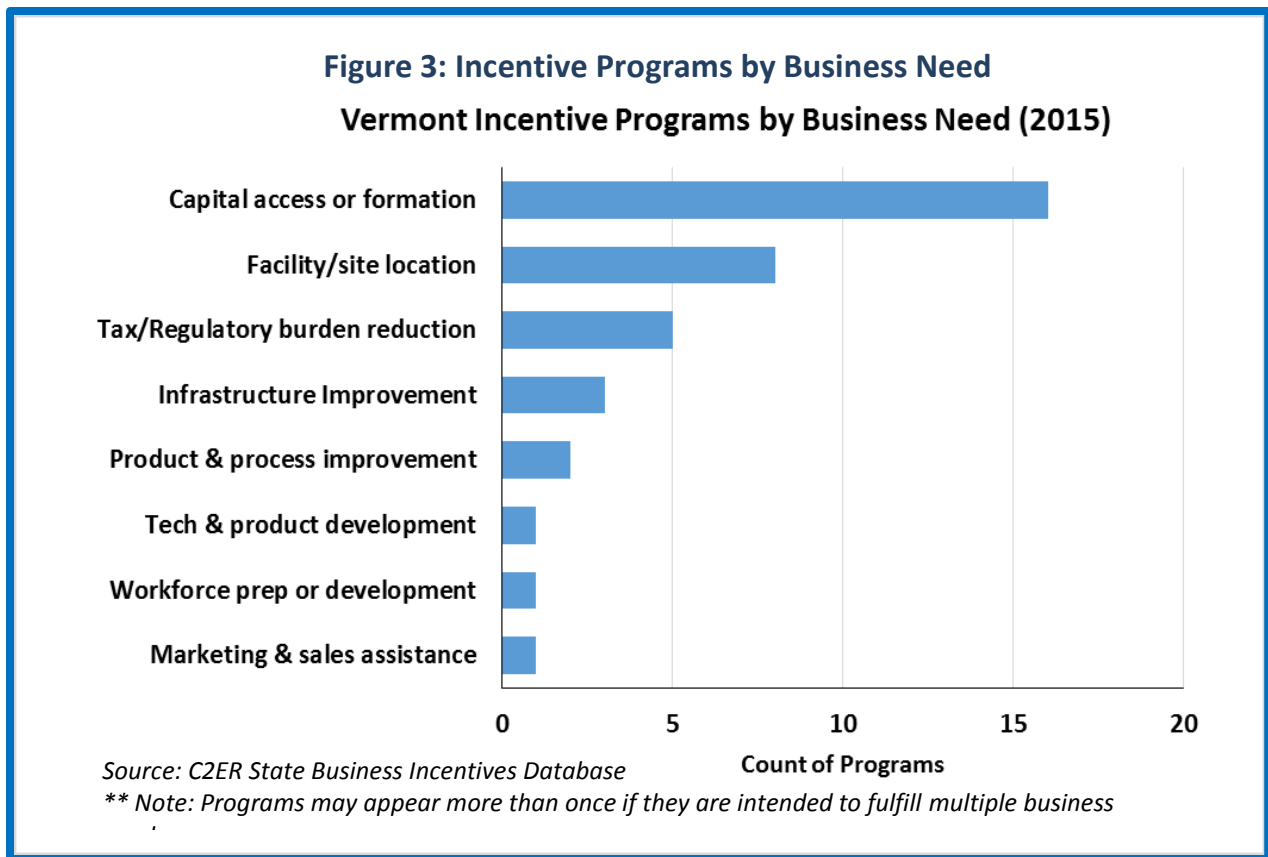 Figure 3: Incentive Programs by Business Need
Vermont Incentive Programs by Business Need (2015)
Capital access or formation
Facility/site location
Tax/Regulatory burden reduction
Infrastructure Improvement
Product & process improvement
Tech & product development
Workforce prep or development
Marketing & sales assistance
0 5 10 15 20
Count of Programs
Source: C2ER State Business Incentives Database
** Note: Programs may appear more than once if they are intended to fulfill multiple business